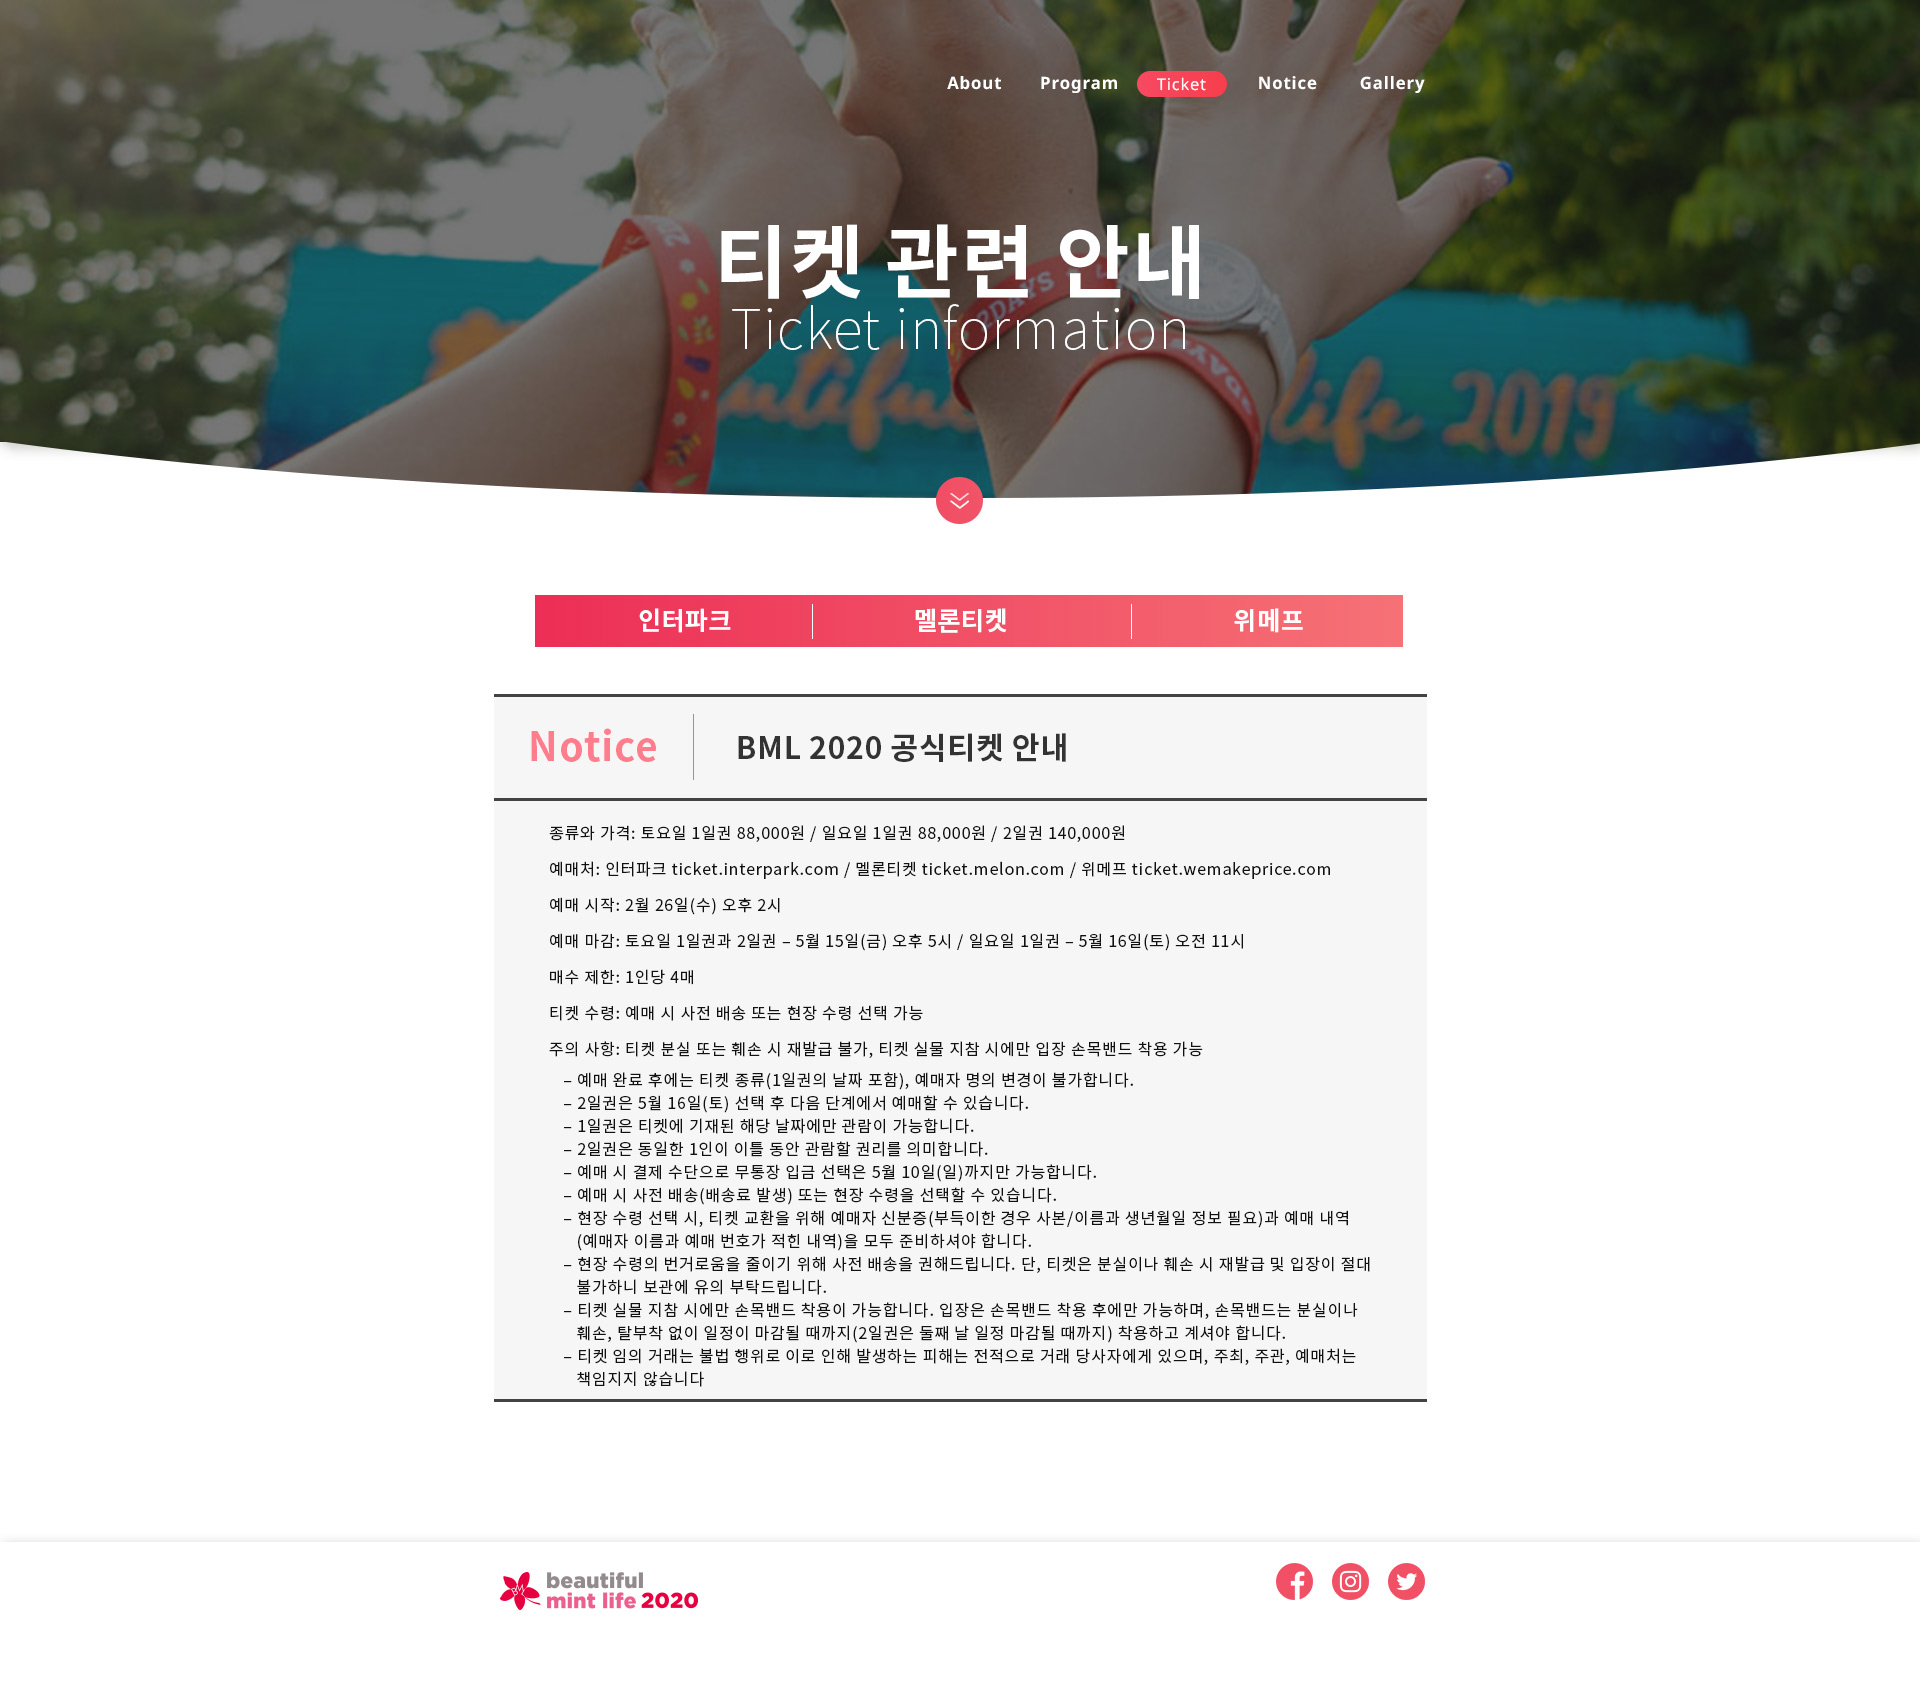 About Program Ticket Notice Gallery
티켓 관련 안내
Ticket information
2DAYS
life 2019
인터파크 멜론티켓 위메프
Notice BML 2020 공식티켓 안내
종류와 가격: 토요일 1일권 88,000원 / 일요일 1일권 88,000원 / 2일권 140,000원
예매처: 인터파크 ticket.interpark.com / 멜론티켓 ticket.melon.com / 위메프 ticket.wemakeprice.com
예매 시작: 2월 26일(수) 오후 2시
예매 마감: 토요일 1일권과 2일권 – 5월 15일(금) 오후 5시 / 일요일 1일권 – 5월 16일(토) 오전 11시
매수 제한: 1인당 4매
티켓 수령: 예매 시 사전 배송 또는 현장 수령 선택 가능
주의 사항: 티켓 분실 또는 훼손 시 재발급 불가, 티켓 실물 지참 시에만 입장 손목밴드 착용 가능
– 예매 완료 후에는 티켓 종류(1일권의 날짜 포함), 예매자 명의 변경이 불가합니다.
– 2일권은 5월 16일(토) 선택 후 다음 단계에서 예매할 수 있습니다.
– 1일권은 티켓에 기재된 해당 날짜에만 관람이 가능합니다.
– 2일권은 동일한 1인이 이틀 동안 관람할 권리를 의미합니다.
– 예매 시 결제 수단으로 무통장 입금 선택은 5월 10일(일)까지만 가능합니다.
– 예매 시 사전 배송(배송료 발생) 또는 현장 수령을 선택할 수 있습니다.
– 현장 수령 선택 시, 티켓 교환을 위해 예매자 신분증(부득이한 경우 사본/이름과 생년월일 정보 필요)과 예매 내역
(예매자 이름과 예매 번호가 적힌 내역)을 모두 준비하셔야 합니다.
– 현장 수령의 번거로움을 줄이기 위해 사전 배송을 권해드립니다. 단, 티켓은 분실이나 훼손 시 재발급 및 입장이 절대
불가하니 보관에 유의 부탁드립니다.
– 티켓 실물 지참 시에만 손목밴드 착용이 가능합니다. 입장은 손목밴드 착용 후에만 가능하며, 손목밴드는 분실이나
훼손, 탈부착 없이 일정이 마감될 때까지(2일권은 둘째 날 일정 마감될 때까지) 착용하고 계셔야 합니다.
– 티켓 임의 거래는 불법 행위로 이로 인해 발생하는 피해는 전적으로 거래 당사자에게 있으며, 주최, 주관, 예매처는
책임지지 않습니다
beautiful
mint life 2020